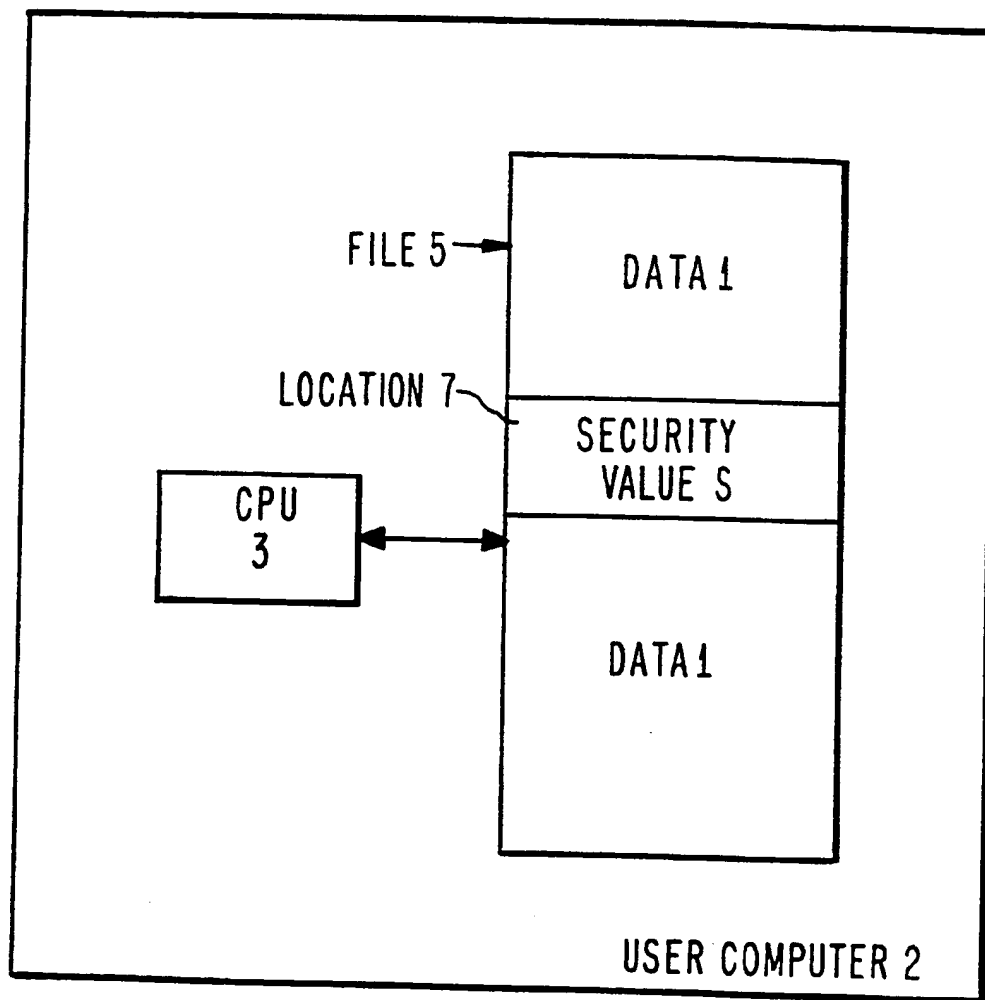 FILE 5
DATA 1
LOCATION 7
SECURITY
VALUE S
CPU
3
DATA 1
USER COMPUTER 2